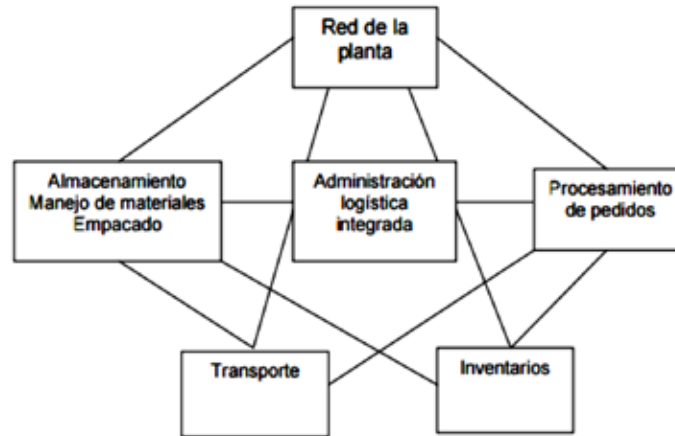 Red de la
planta
Almacenamiento
Manejo de materiales
Empacado
Administración
logística
integrada
Procesamiento
de pedidos
Transporte
Inventarios